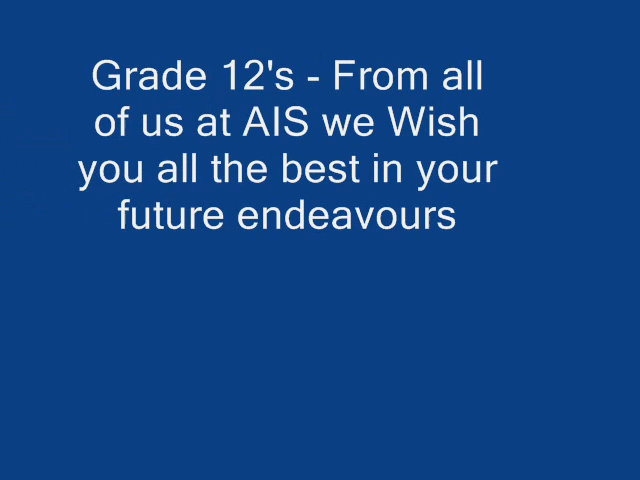 Grade 12's - From all
of us at AIS we Wish
you all the best in your
future endeavours